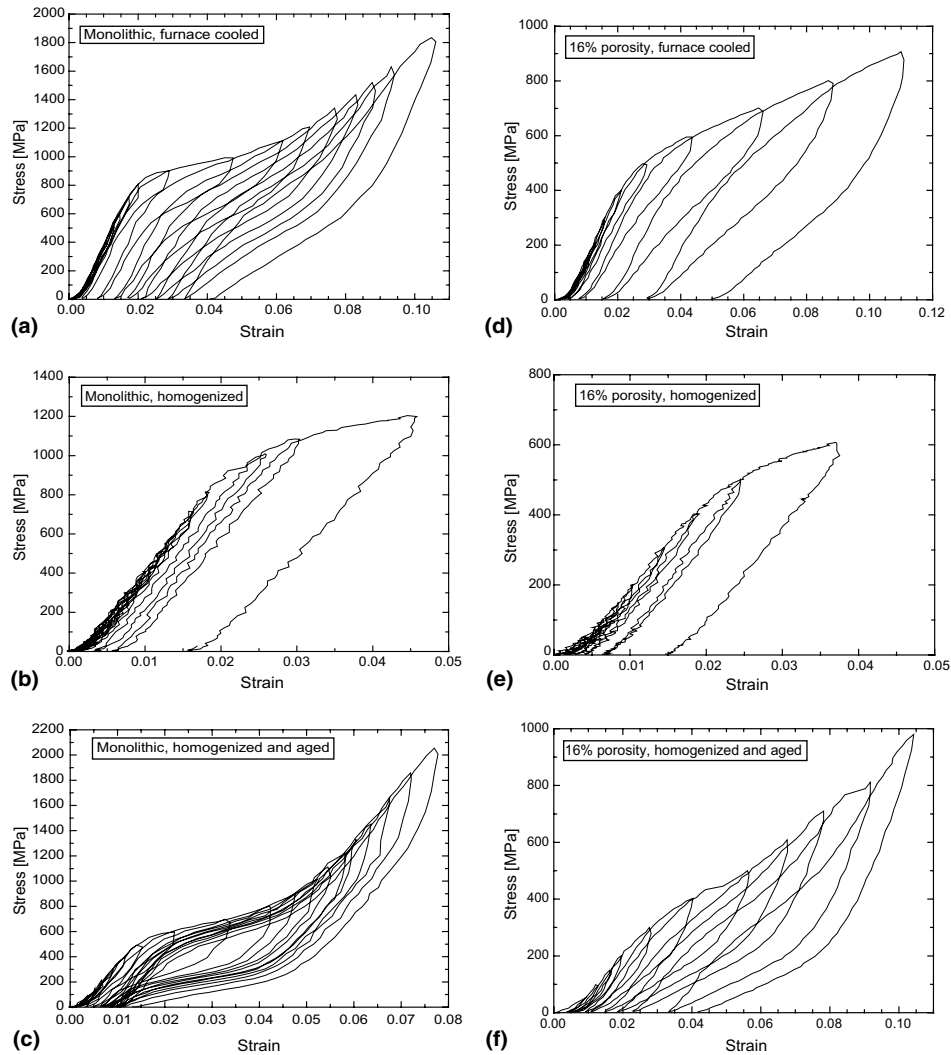 2000
1800
1600
1400
1200
1000
800
600
400
200
0
Stress [MPa]
Monolithic, furnace cooled
0.00 0.02 0.04 0.06 0.08 0.10
Strain
(a)
1000
800
600
400
200
0
Stress [MPa]
16% porosity, furnace cooled
0.00 0.02 0.04 0.06 0.08 0.10 0.12
Strain
(d)
1400
1200
1000
800
600
400
200
0
Stress [MPa]
Monolithic, homogenized
0.00 0.01 0.02 0.03 0.04 0.05
Strain
(b)
800
600
400
200
0
Stress [MPa]
16% porosity, homogenized
0.00 0.01 0.02 0.03 0.04 0.05
Strain
(e)
2200
2000
1800
1600
1400
1200
1000
800
600
400
200
0
Stress [MPa]
Monolithic, homogenized and aged
0.00 0.01 0.02 0.03 0.04 0.05 0.06 0.07 0.08
Strain
(c)
1000
800
600
400
200
0
Stress [MPa]
16% porosity, homogenized and aged
0.00 0.02 0.04 0.06 0.08 0.10
Strain
(f)